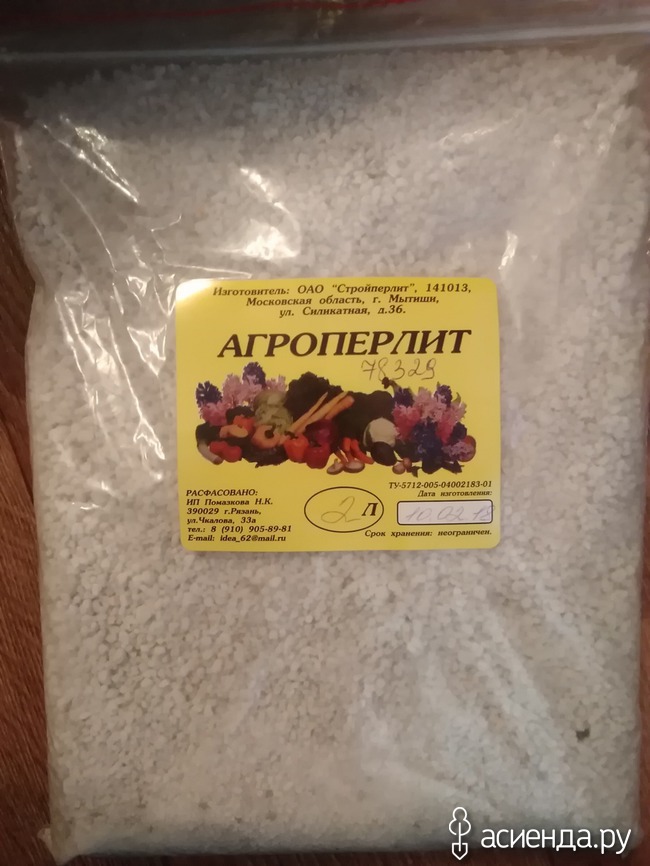 Изготовитель: ОАО "Стройперлит", 141013,
Московская область, г. Мытищи,
ул. Силикатная, д.36.
АГРОПЕРЛИТ
78329
ТУ-5712-005-04002183-01
Дата изготовления:
10.02.18
Срок хранения: неограничен.
РАСФАСОВАНО:
ИП Помазкова Н.К.
390029 г.Рязань,
ул.Чкалова, 33а
тел.: 8 (910) 905-89-81
E-mail: idea_62@mail.ru
2 Л
асиенда.ру